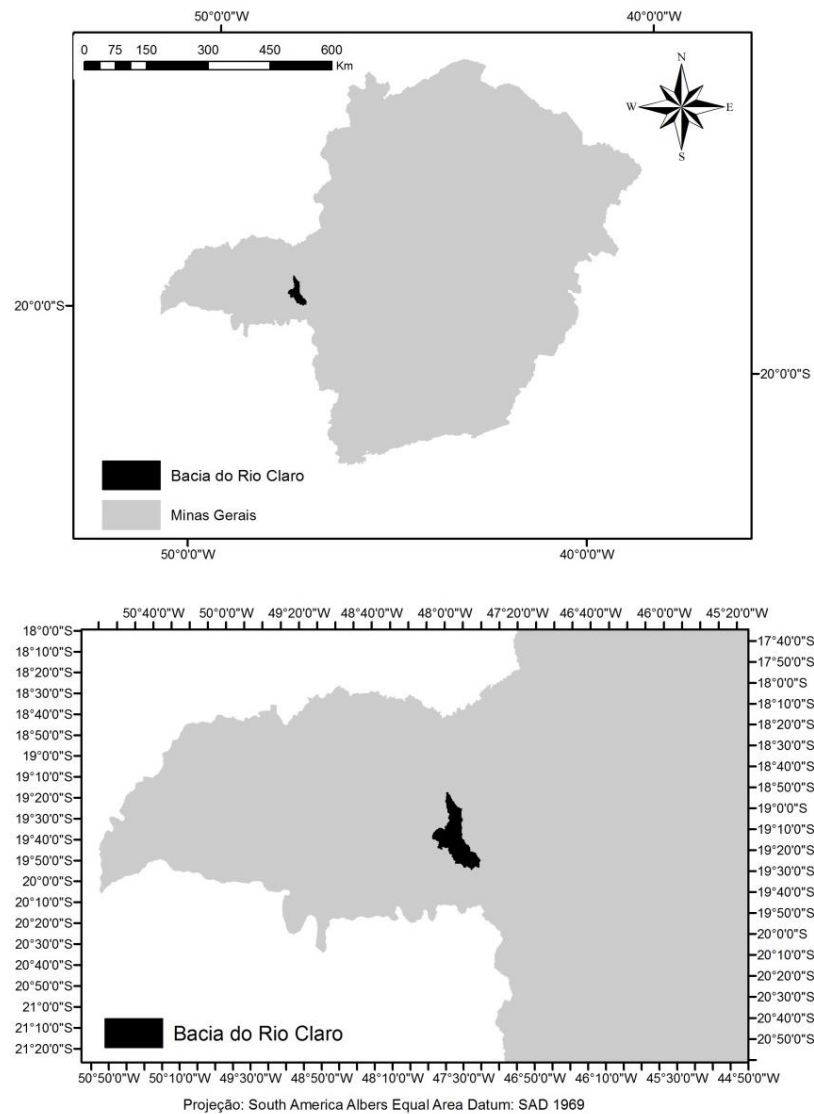 50°0'0"W 40°0'0"W
0 75 150 300 450 600
Km
N
W E
S
20°0'0"S
20°0'0"S
Bacia do Rio Claro
Minas Gerais
50°0'0"W 40°0'0"W
50°40'0"W 50°0'0"W 49°20'0"W 48°40'0"W 48°0'0"W 47°20'0"W 46°40'0"W 46°0'0"W 45°20'0"W
18°0'0"S
18°10'0"S
18°20'0"S
18°30'0"S
18°40'0"S
18°50'0"S
19°0'0"S
19°10'0"S
19°20'0"S
19°30'0"S
19°40'0"S
19°50'0"S
20°0'0"S
20°10'0"S
20°20'0"S
20°30'0"S
20°40'0"S
20°50'0"S
21°0'0"S
21°10'0"S
21°20'0"S
17°40'0"S
17°50'0"S
18°0'0"S
18°10'0"S
18°20'0"S
18°30'0"S
18°40'0"S
18°50'0"S
19°0'0"S
19°10'0"S
19°20'0"S
19°30'0"S
19°40'0"S
19°50'0"S
20°0'0"S
20°10'0"S
20°20'0"S
20°30'0"S
20°40'0"S
20°50'0"S
Bacia do Rio Claro
50°50'0"W 50°10'0"W 49°30'0"W 48°50'0"W 48°10'0"W 47°30'0"W 46°50'0"W 46°10'0"W 45°30'0"W 44°50'0"W
Projeção: South America Albers Equal Area Datum: SAD 1969